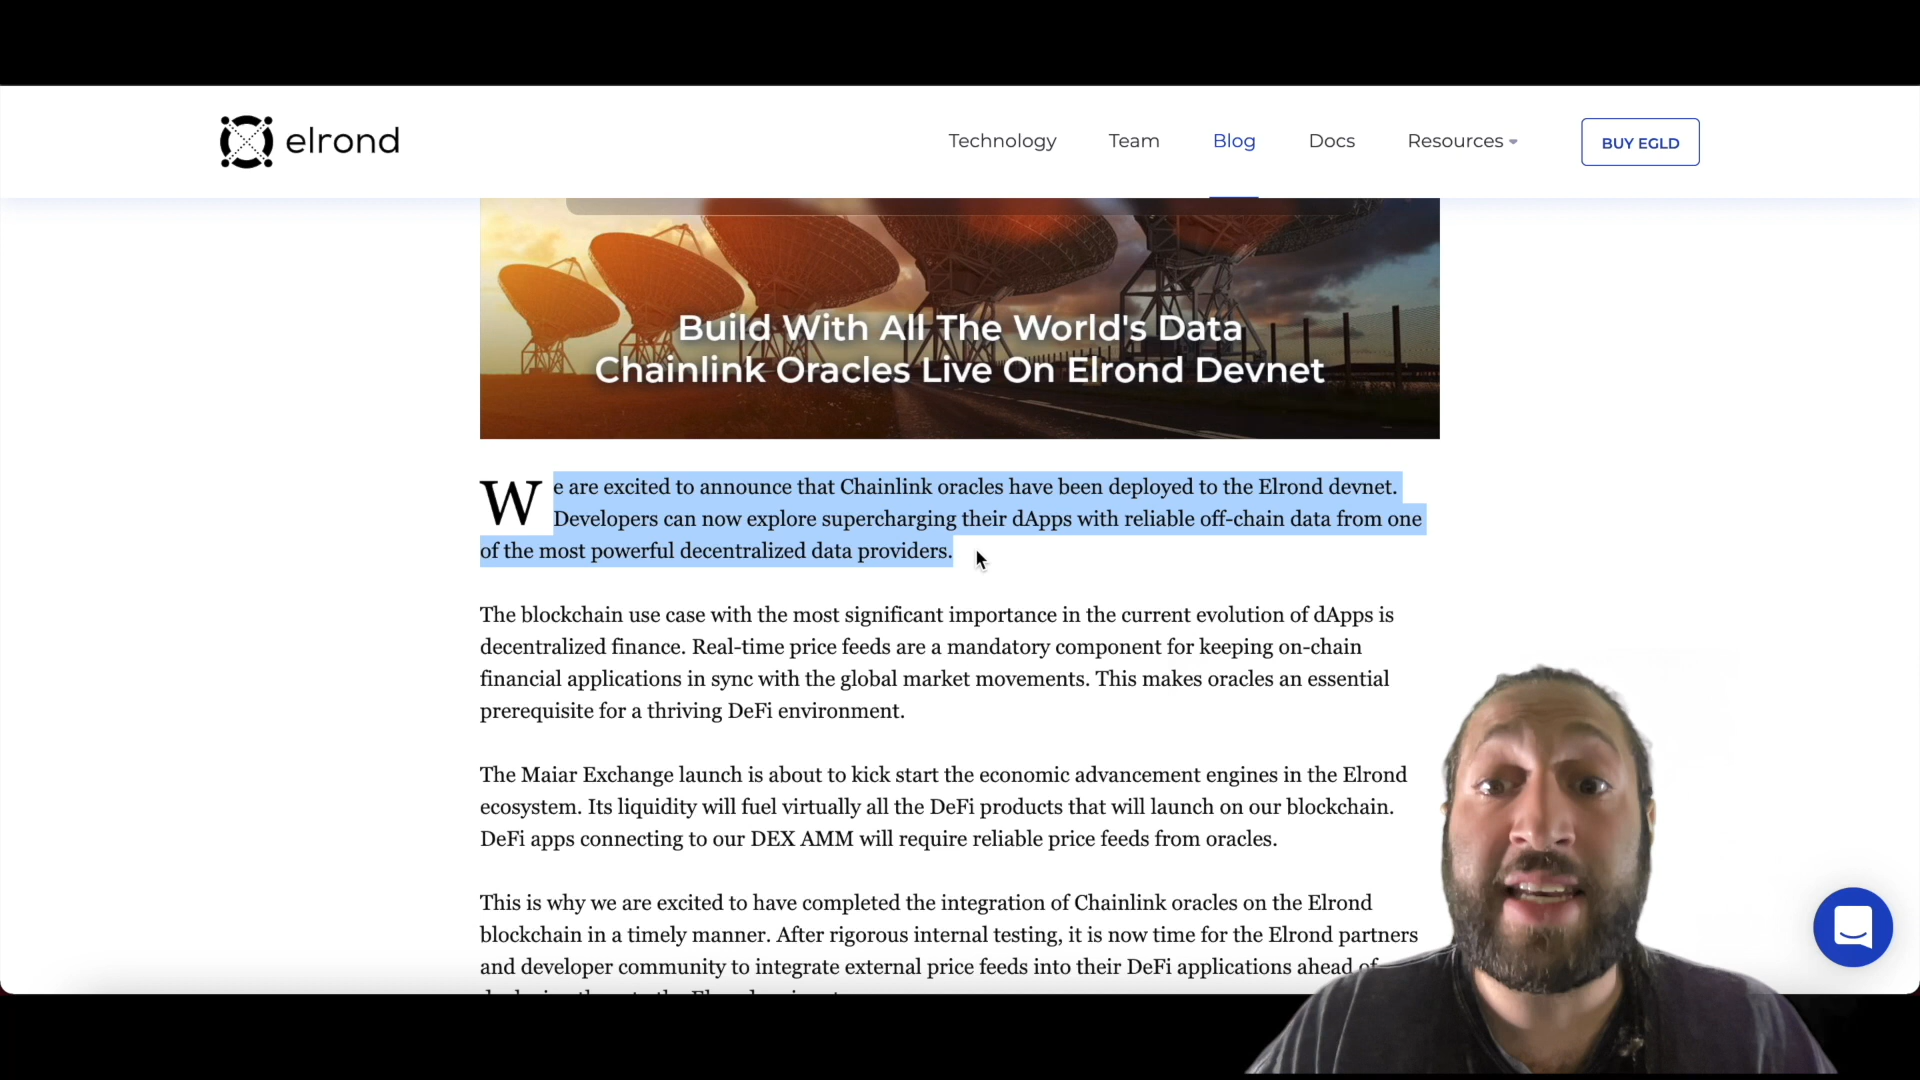 elrond
Technology
Team
Blog
Docs
Resources
BUY EGLD
Build With All The World's Data
Chainlink Oracles Live On Elrond Devnet
We are excited to announce that Chainlink oracles have been deployed to the Elrond devnet.
Developers can now explore supercharging their dApps with reliable off-chain data from one
of the most powerful decentralized data providers.
The blockchain use case with the most significant importance in the current evolution of dApps is
decentralized finance. Real-time price feeds are a mandatory component for keeping on-chain
financial applications in sync with the global market movements. This makes oracles an essential
prerequisite for a thriving DeFi environment.
The Maiar Exchange launch is about to kick start the economic advancement engines in the Elrond
ecosystem. Its liquidity will fuel virtually all the DeFi products that will launch on our blockchain.
DeFi apps connecting to our DEX AMM will require reliable price feeds from oracles.
This is why we are excited to have completed the integration of Chainlink oracles on the Elrond
blockchain in a timely manner. After rigorous internal testing, it is now time for the Elrond partners
and developer community to integrate external price feeds into their DeFi applications ahead of